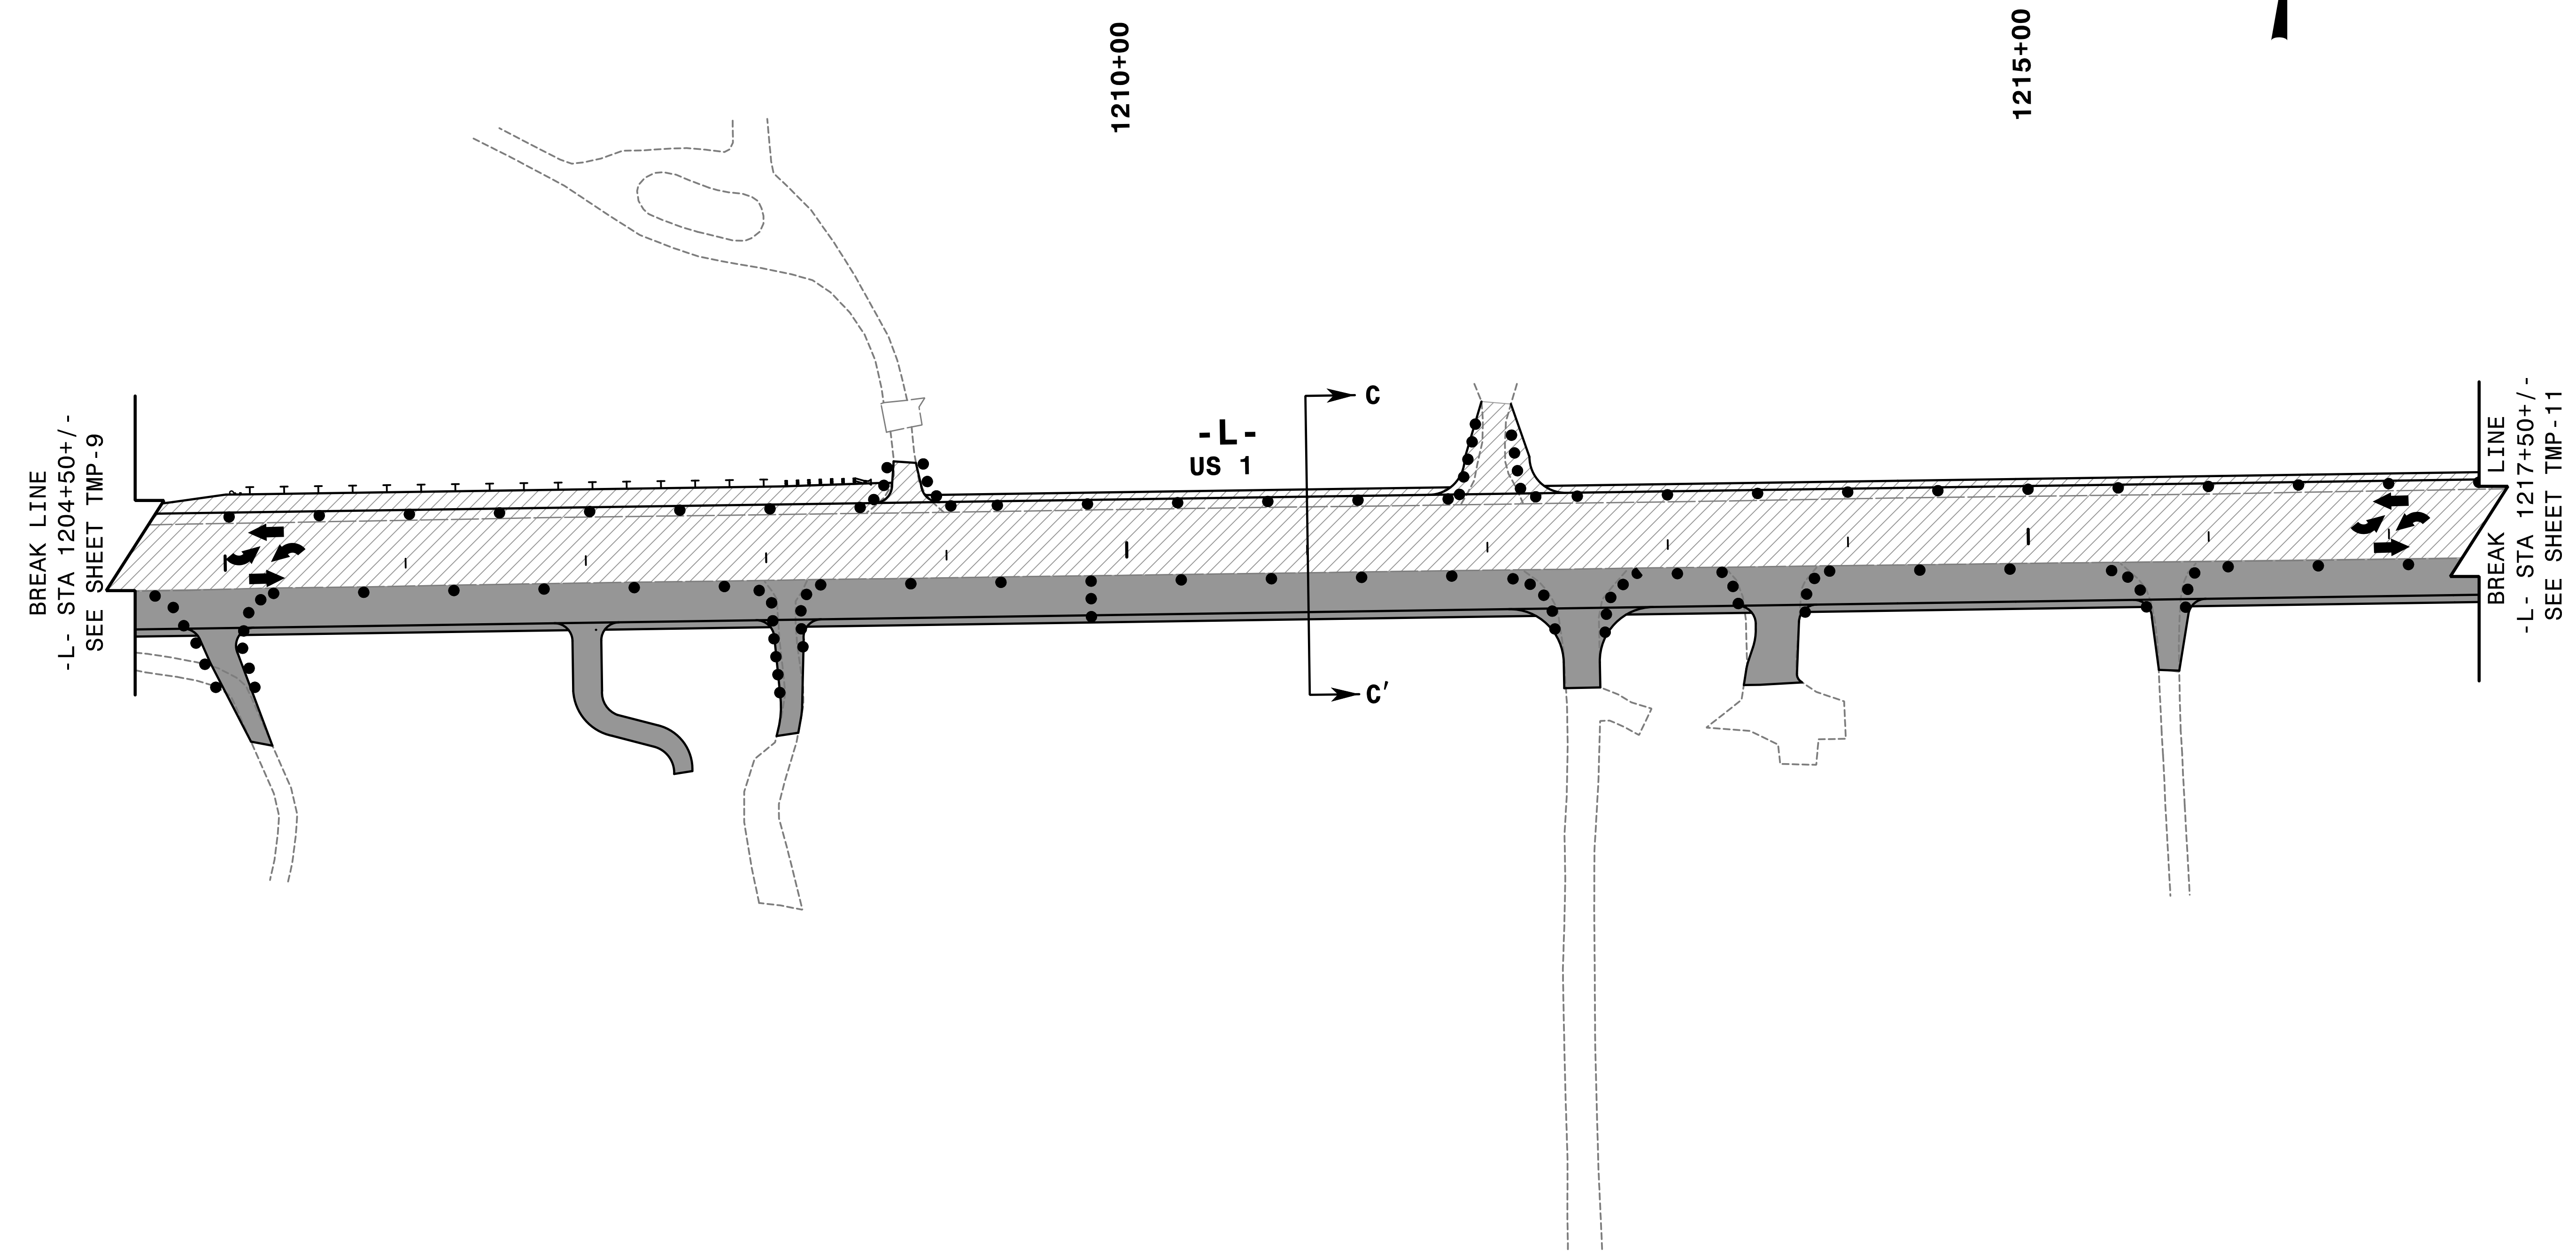 1210+00
1215+00
BREAK LINE
-L- STA 1204+50+/-
SEE SHEET TMP-9
-L-
US 1
C
C'
BREAK LINE
-L- STA 1217+50+/-
SEE SHEET TMP-11